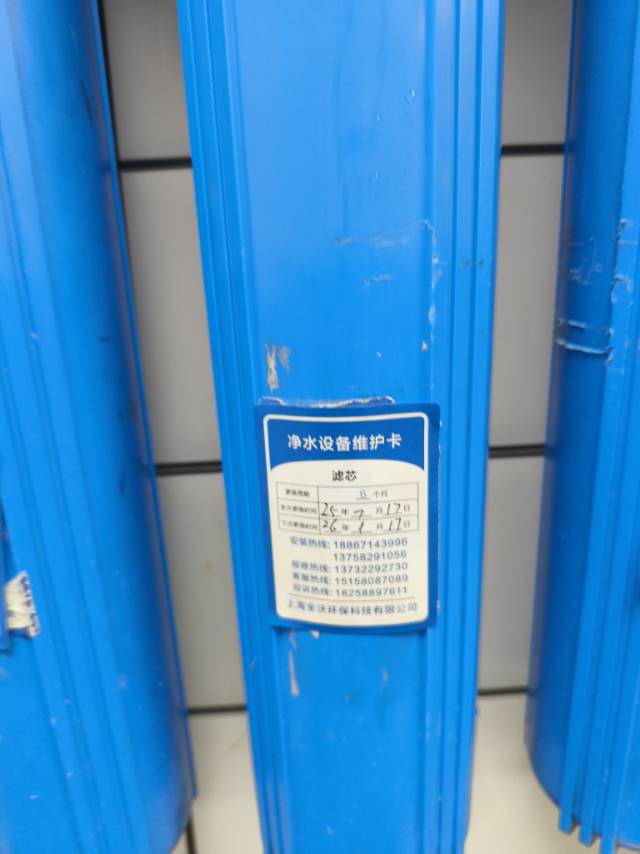 净水设备维护卡
滤芯
更换周期 6 个月
本次更换时间 25 年 7 月 17 日
下次更换时间 26 年 1 月 17 日
安装热线: 18867143996
13758291056
报修热线: 13732292730
客服热线: 15158087089
投诉热线: 18258897611
上海全沃环保科技有限公司